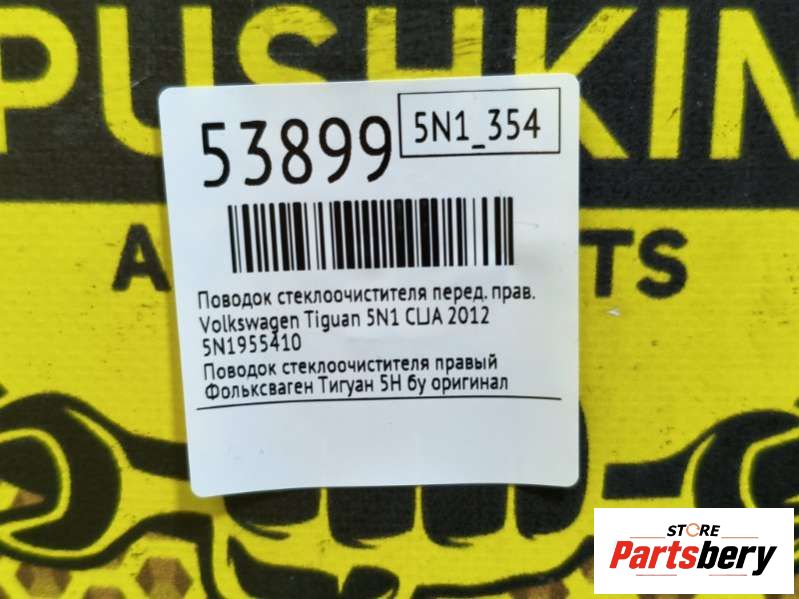 PUSHKIN
53899
5N1_354
A
TS
Поводок стеклоочистителя перед. прав.
Volkswagen Tiguan 5N1 CLJA 2012
5N1955410
Поводок стеклоочистителя правый
Фольксваген Тигуан 5Н бу оригинал
STORE
Partsbery